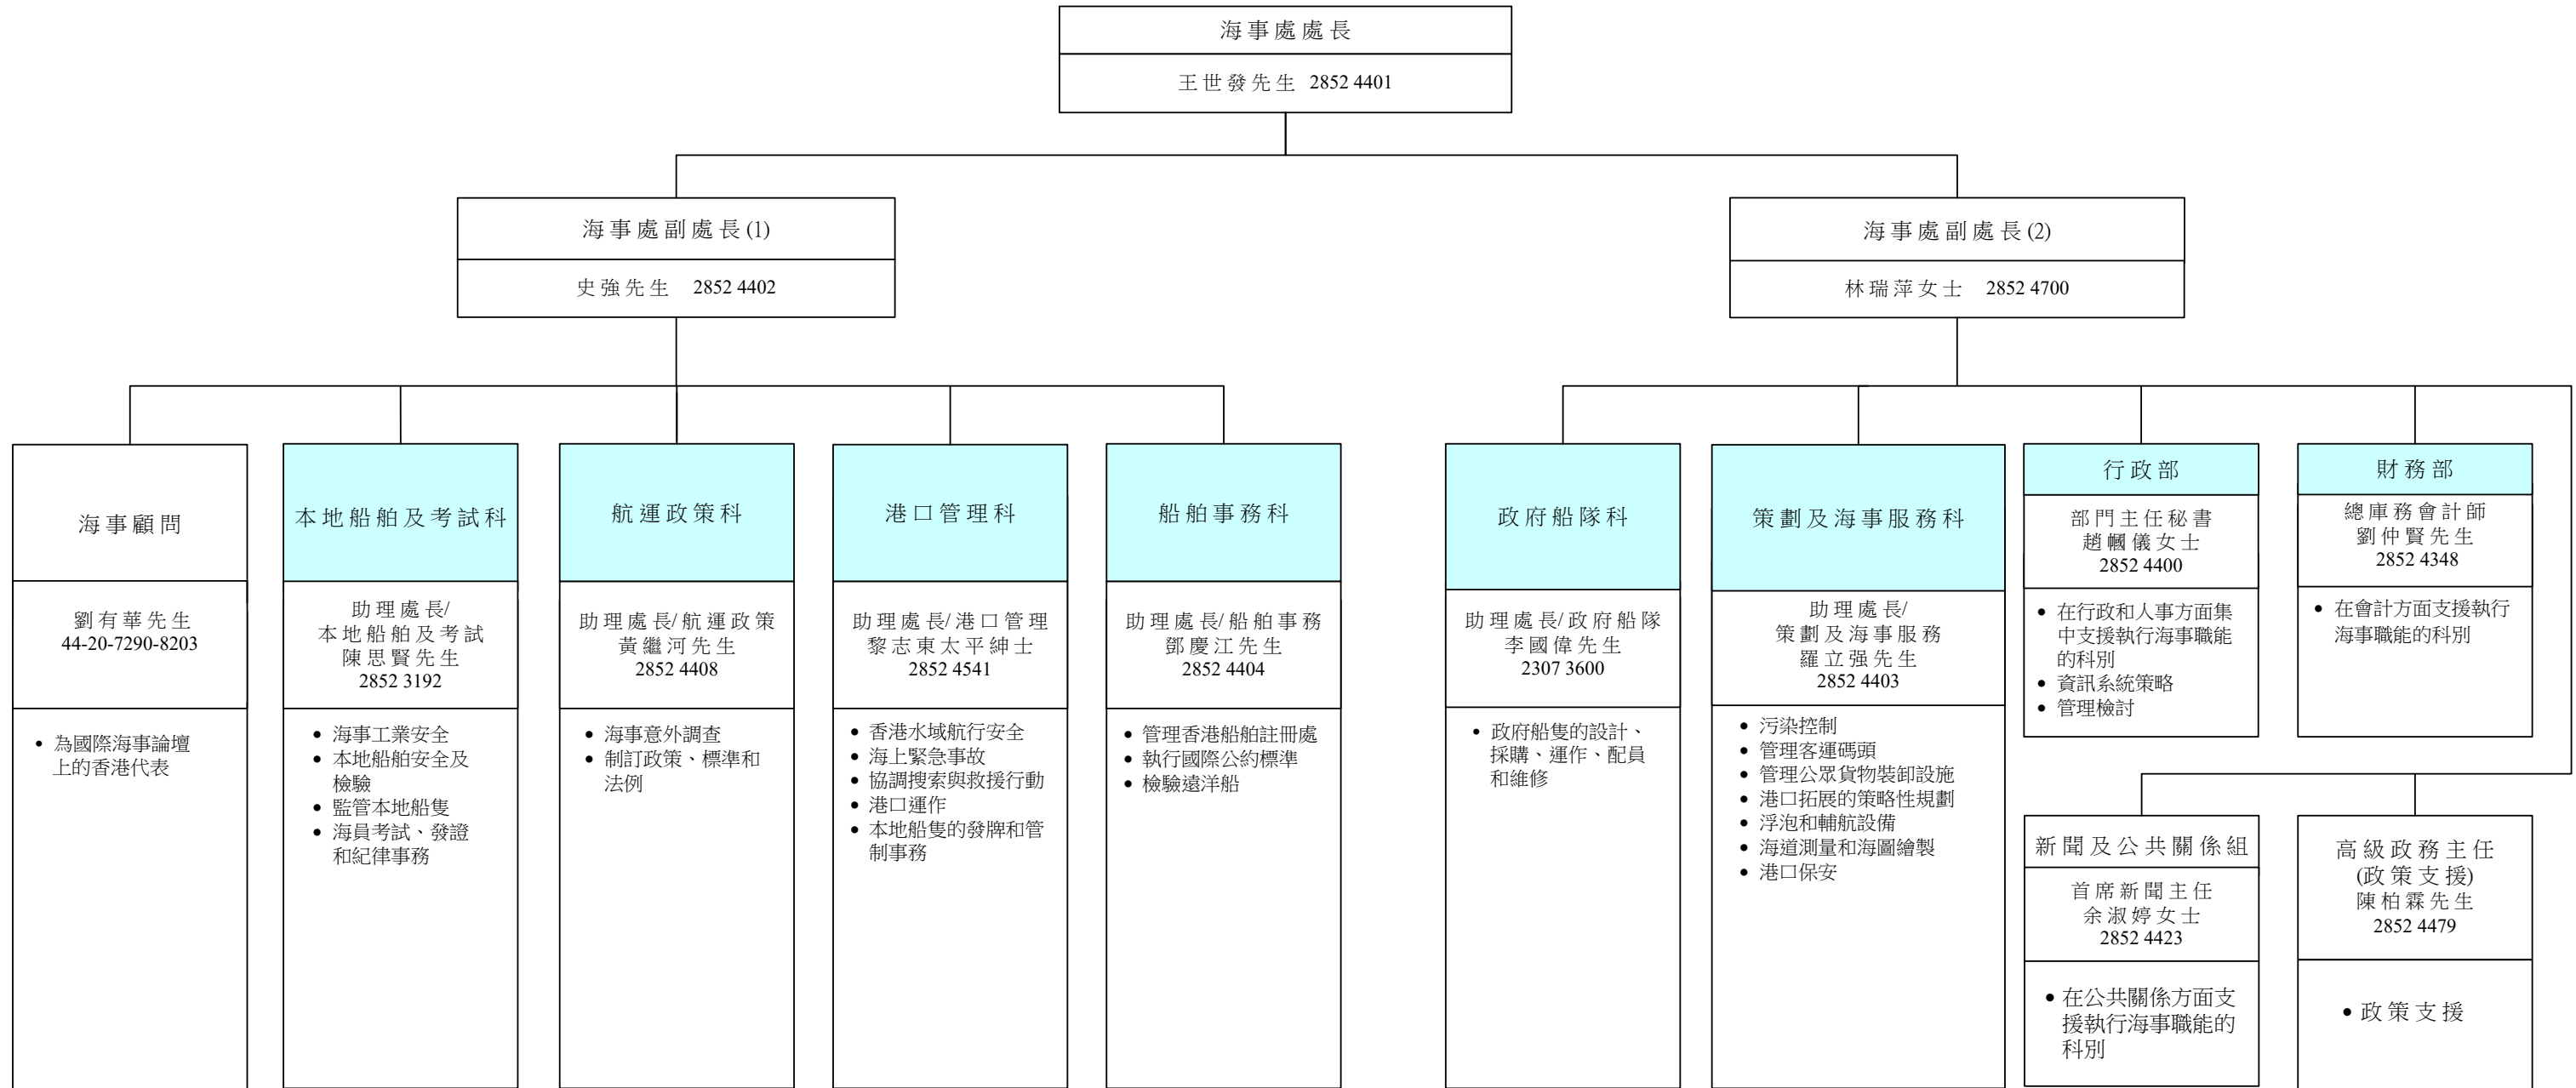 海事處處長
王世發先生 2852 4401
海事處副處長(1)
史強先生 2852 4402
海事處副處長(2)
林瑞萍女士 2852 4700
海事顧問
劉有華先生
44-20-7290-8203
• 為國際海事論壇
上的香港代表
本地船舶及考試科
助理處長/
本地船舶及考試
陳思賢先生
2852 3192
• 海事工業安全
• 本地船舶安全及
檢驗
• 監管本地船隻
• 海員考試、發證
和紀律事務
航運政策科
助理處長/航運政策
黃繼河先生
2852 4408
• 海事意外調查
• 制訂政策、標準和
法例
港口管理科
助理處長/港口管理
黎志東太平紳士
2852 4541
• 香港水域航行安全
• 海上緊急事故
• 協調搜索與救援行動
• 港口運作
• 本地船隻的發牌和管
制事務
船舶事務科
助理處長/船舶事務
鄧慶江先生
2852 4404
• 管理香港船舶註冊處
• 執行國際公約標準
• 檢驗遠洋船
政府船隊科
助理處長/政府船隊
李國偉先生
2307 3600
• 政府船隻的設計、
採購、運作、配員
和維修
策劃及海事服務科
助理處長/
策劃及海事服務
羅立强先生
2852 4403
• 污染控制
• 管理客運碼頭
• 管理公眾貨物裝卸設施
• 港口拓展的策略性規劃
• 浮泡和輔航設備
• 海道測量和海圖繪製
• 港口保安
行政部
部門主任秘書
趙幗儀女士
2852 4400
• 在行政和人事方面集
中支援執行海事職能
的科別
• 資訊系統策略
• 管理檢討
財務部
總庫務會計師
劉仲賢先生
2852 4348
• 在會計方面支援執行
海事職能的科別
新聞及公共關係組
首席新聞主任
余淑婷女士
2852 4423
• 在公共關係方面支
援執行海事職能的
科別
高級政務主任
(政策支援)
陳柏霖先生
2852 4479
• 政策支援